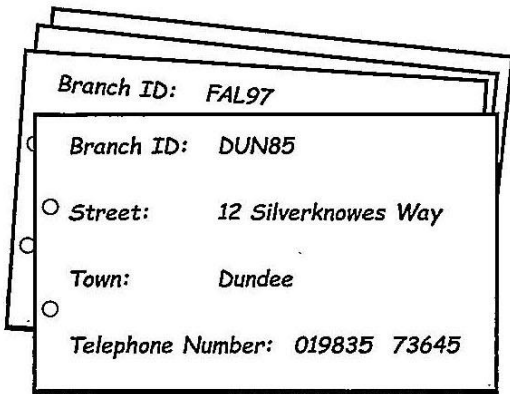 Branch ID: FAL97
Branch ID: DUN85
Street: 12 Silverknowes Way
Town: Dundee
Telephone Number: 019835 73645